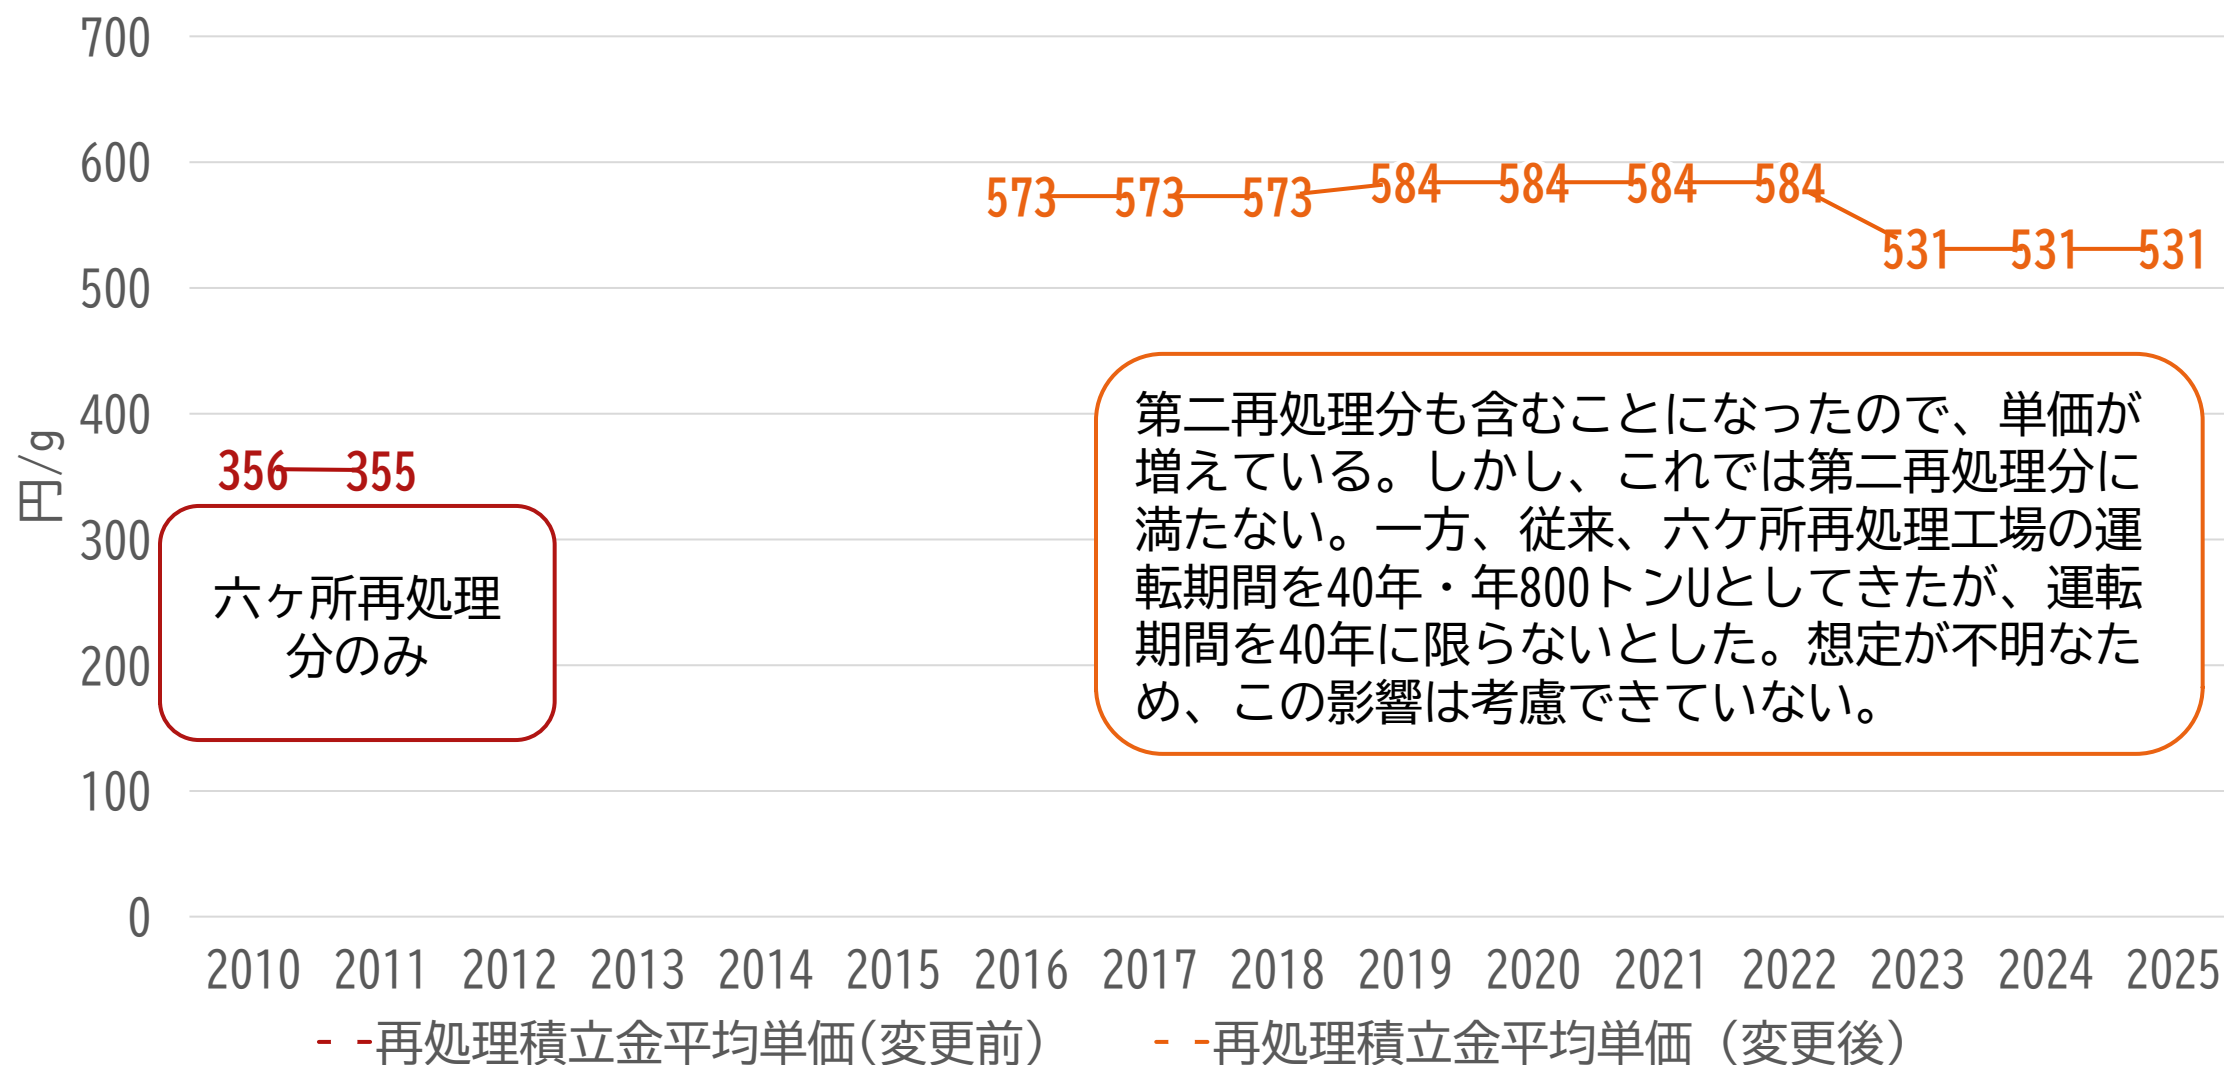 700
600
500
400
300
200
100
0
円/g
356 355
573 573 573 584 584 584 584 531 531 531
六ヶ所再処理
分のみ
第二再処理分も含むことになったので、単価が
増えている。しかし、これでは第二再処理分に
満たない。一方、従来、六ケ所再処理工場の運
転期間を40年・年800トンUとしてきたが、運転
期間を40年に限らないとした。想定が不明なた
め、この影響は考慮できていない。
2010 2011 2012 2013 2014 2015 2016 2017 2018 2019 2020 2021 2022 2023 2024 2025
再処理積立金平均単価(変更前） 再処理積立金平均単価（変更後）